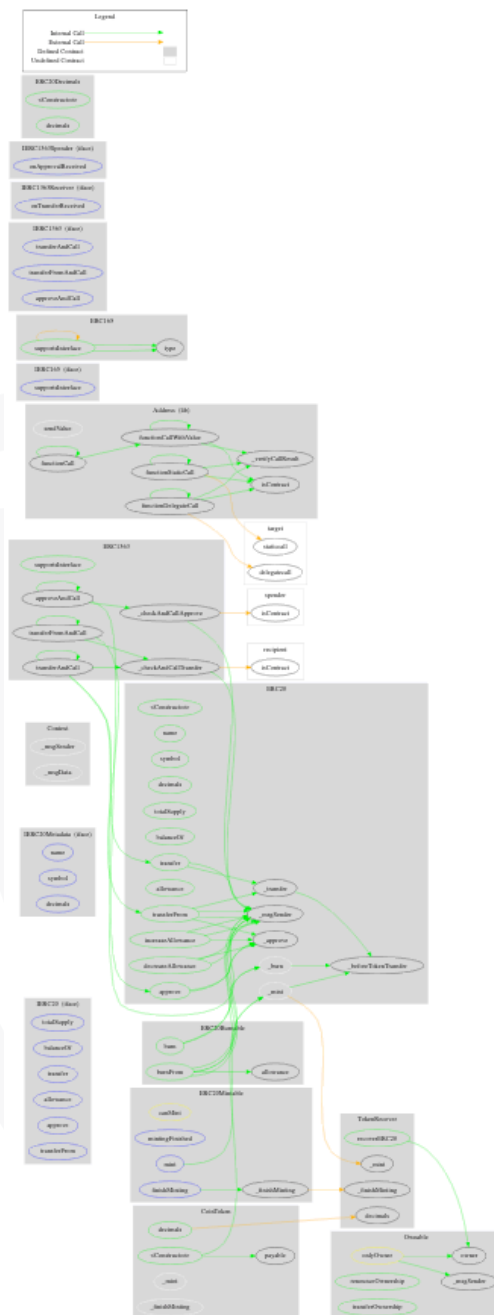 Legend
Internal Call
External Call
Defined Contract
Undefined Contract
ERC20Decimals
<Constructor>
decimals
IERC1363Spender (iface)
onApprovalReceived
IERC1363Receiver (iface)
onTransferReceived
IERC1363 (iface)
transferAndCall
transferFromAndCall
approveAndCall
ERC165
supportsInterface
type
IERC165 (iface)
supportsInterface
Address (lib)
sendValue
functionCallWithValue
functionCall
_verifyCallResult
functionStaticCall
isContract
functionDelegateCall
target
staticcall
delegatecall
ERC1363
supportsInterface
approveAndCall
_checkAndCallApprove
transferFromAndCall
transferAndCall
_checkAndCallTransfer
spender
isContract
recipient
isContract
ERC20
<Constructor>
name
symbol
decimals
totalSupply
balanceOf
transfer
allowance
_transfer
transferFrom
_msgSender
increaseAllowance
_approve
decreaseAllowance
_burn
_beforeTokenTransfer
approve
_mint
Context
_msgSender
_msgData
IERC20Metadata (iface)
name
symbol
decimals
IERC20 (iface)
totalSupply
balanceOf
transfer
allowance
approve
transferFrom
ERC20Burnable
burn
burnFrom
allowance
ERC20Mintable
canMint
mintingFinished
mint
finishMinting
_finishMinting
TokenRecover
recoverERC20
_mint
_finishMinting
decimals
CoinToken
decimals
<Constructor>
payable
_mint
_finishMinting
Ownable
onlyOwner
owner
renounceOwnership
_msgSender
transferOwnership